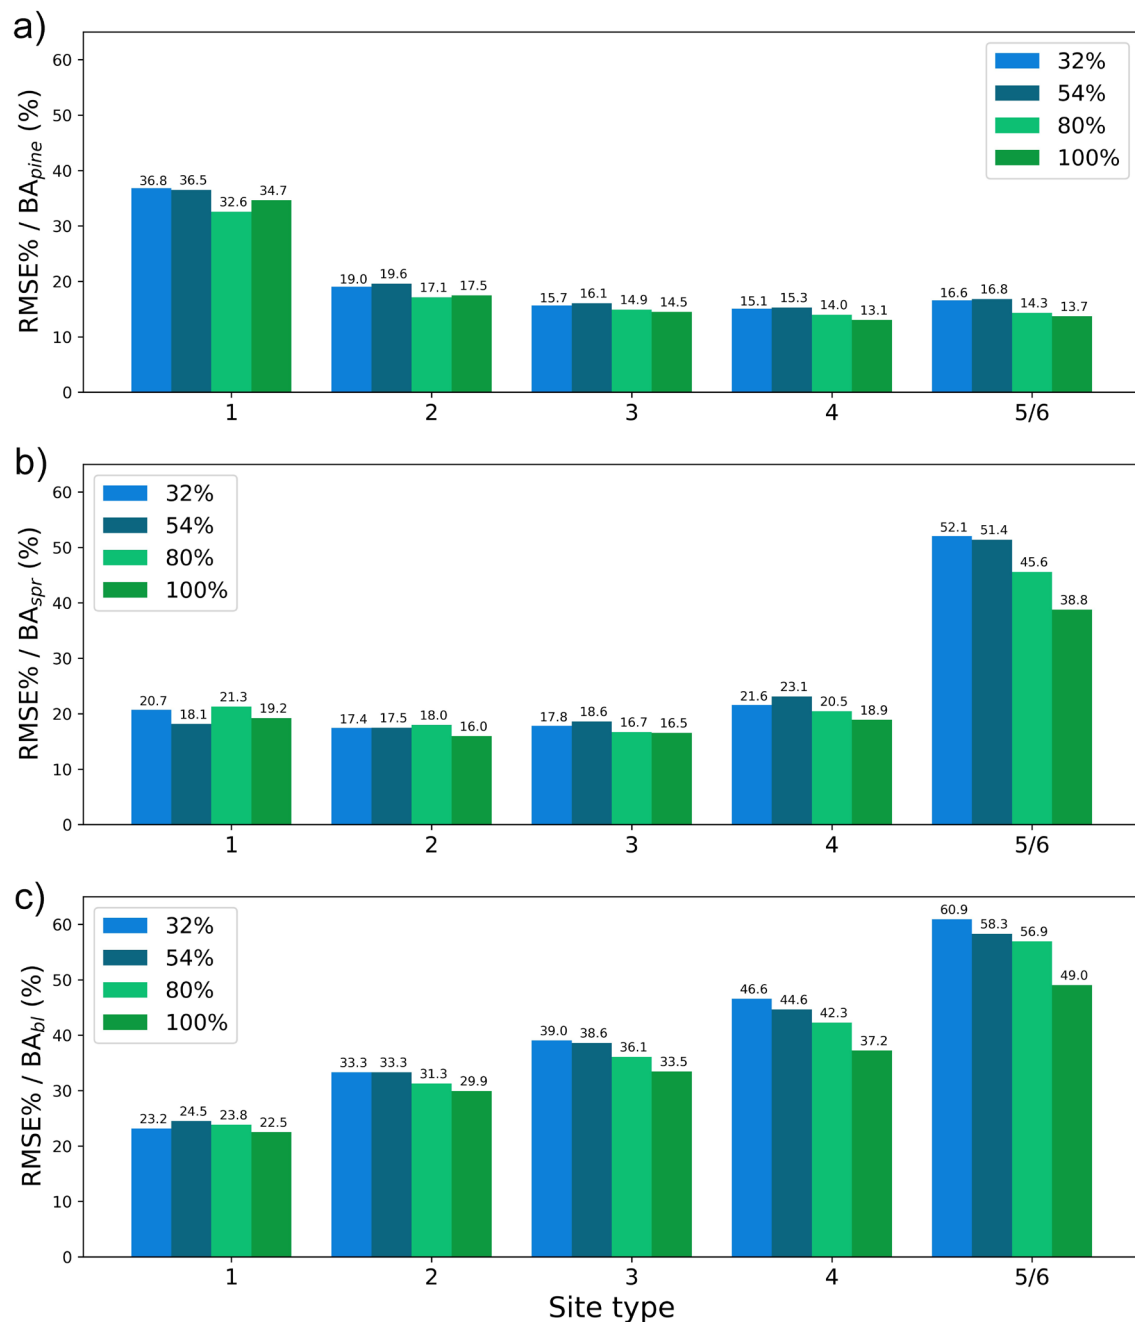 a)
RMSE% / BApine (%)
60
50
40
30
20
10
0
32%
54%
80%
100%
36.8 36.5 32.6 34.7
19.0 19.6 17.1 17.5
15.7 16.1 14.9 14.5
15.1 15.3 14.0 13.1
16.6 16.8 14.3 13.7
1 2 3 4 5/6
b)
RMSE% / BAspr (%)
60
50
40
30
20
10
0
32%
54%
80%
100%
20.7 18.1 21.3 19.2
17.4 17.5 18.0 16.0
17.8 18.6 16.7 16.5
21.6 23.1 20.5 18.9
52.1 51.4 45.6 38.8
1 2 3 4 5/6
c)
RMSE% / BAbl (%)
60
50
40
30
20
10
0
32%
54%
80%
100%
23.2 24.5 23.8 22.5
33.3 33.3 31.3 29.9
39.0 38.6 36.1 33.5
46.6 44.6 42.3 37.2
60.9 58.3 56.9 49.0
1 2 3 4 5/6
Site type